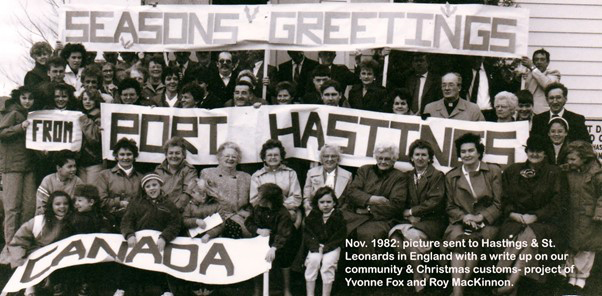 SEASONS GREETINGS
FROM PORT HASTINGS
CANADA
Nov. 1982: picture sent to Hastings & St.
Leonards in England with a write up on our
community & Christmas customs- project of
Yvonne Fox and Roy MacKinnon.